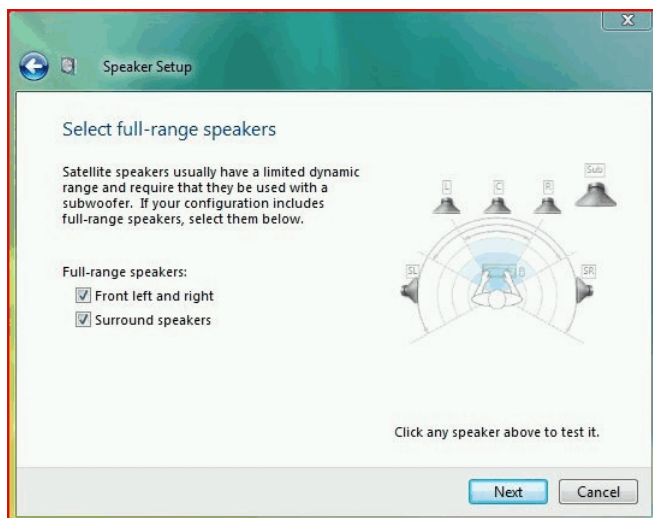 Speaker Setup
Select full-range speakers
Satellite speakers usually have a limited dynamic
range and require that they be used with a
subwoofer. If your configuration includes
full-range speakers, select them below.
L
C
R
Sub
SL
SR
Full-range speakers:
Front left and right
Surround speakers
Click any speaker above to test it.
Next
Cancel